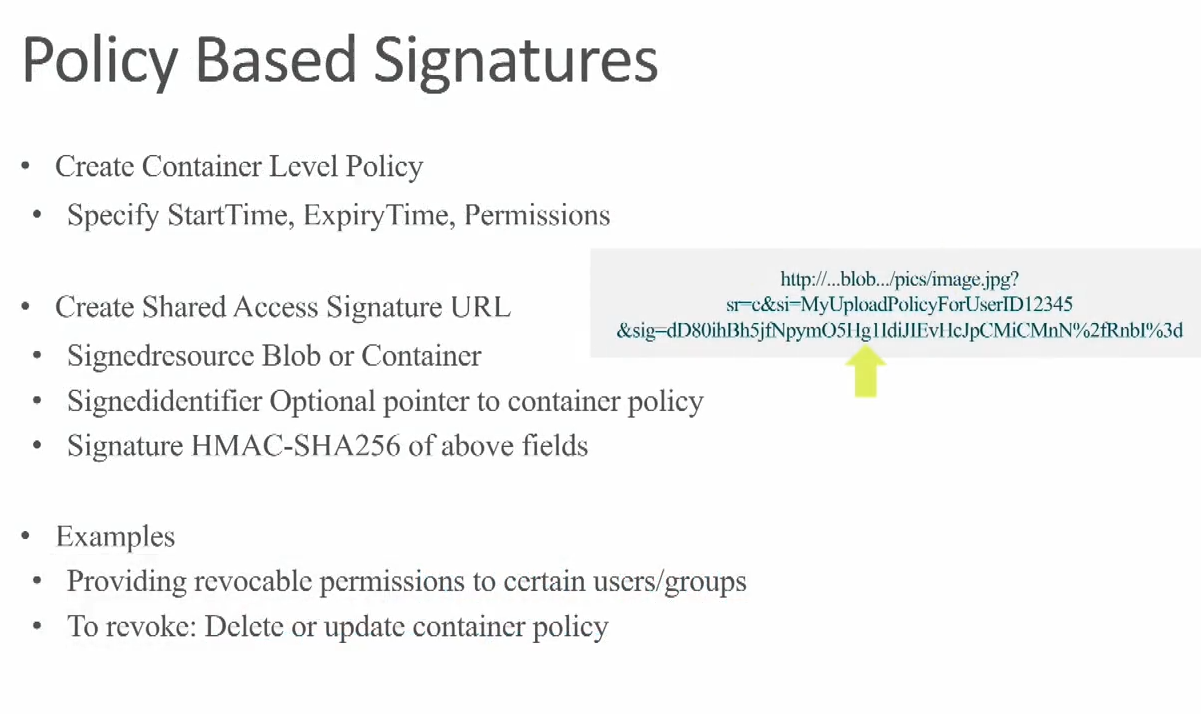 Policy Based Signatures
• Create Container Level Policy
• Specify StartTime, ExpiryTime, Permissions
• Create Shared Access Signature URL
• Signedresource Blob or Container
• Signedidentifier Optional pointer to container policy
• Signature HMAC-SHA256 of above fields
http://...blob.../pics/image.jpg?
sr=c&si=MyUploadPolicyForUserID12345
&sig=dD80ihBh5jfNpymO5Hg1IdiJIEvHcJpCMiCMnN%2fRnbI%3d
• Examples
• Providing revocable permissions to certain users/groups
• To revoke: Delete or update container policy